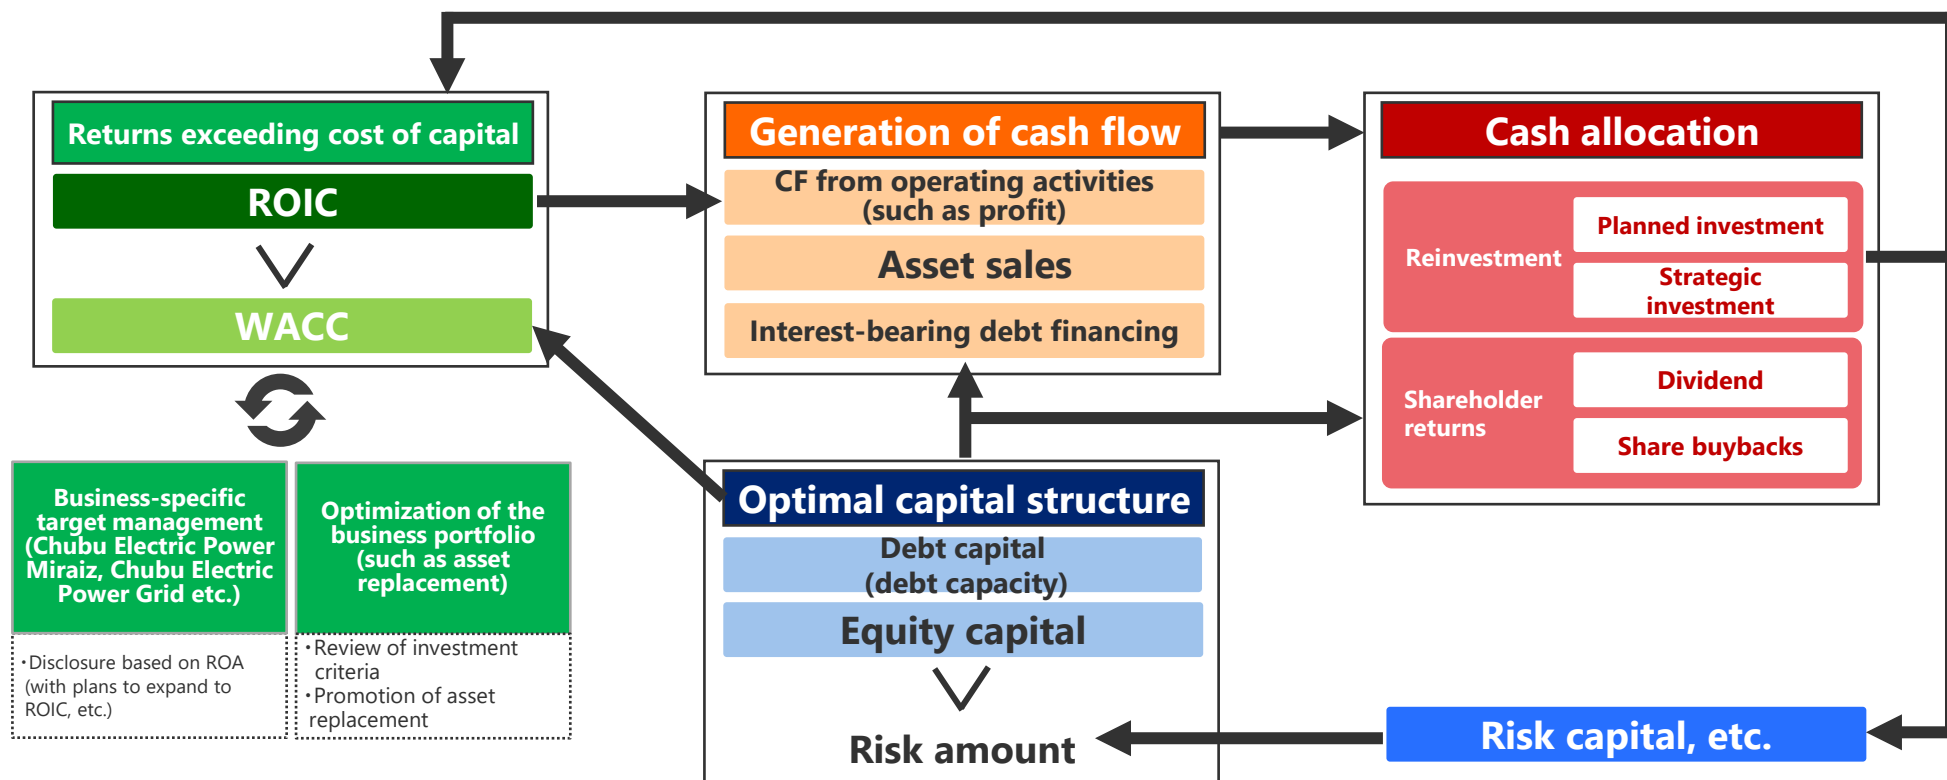 Returns exceeding cost of capital
ROIC
WACC
Business-specific
target management
(Chubu Electric Power
Miraiz, Chubu Electric
Power Grid etc.)
・Disclosure based on ROA
(with plans to expand to
ROIC, etc.)
Optimization of the
business portfolio
(such as asset
replacement)
・Review of investment
criteria
・Promotion of asset
replacement
Generation of cash flow
CF from operating activities
(such as profit)
Asset sales
Interest-bearing debt financing
Optimal capital structure
Debt capital
(debt capacity)
Equity capital
Risk amount
Cash allocation
Reinvestment
Planned investment
Strategic
investment
Shareholder
returns
Dividend
Share buybacks
Risk capital, etc.